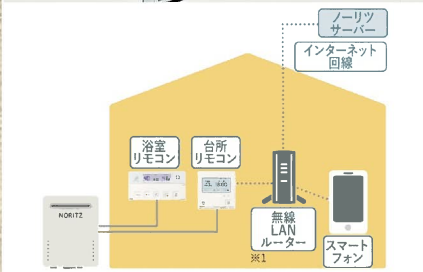 ノーリツ
サーバー
インターネット
回線
浴室
リモコン
台所
リモコン
NORITZ
無線
LAN
ルーター
※1
スマート
フォン